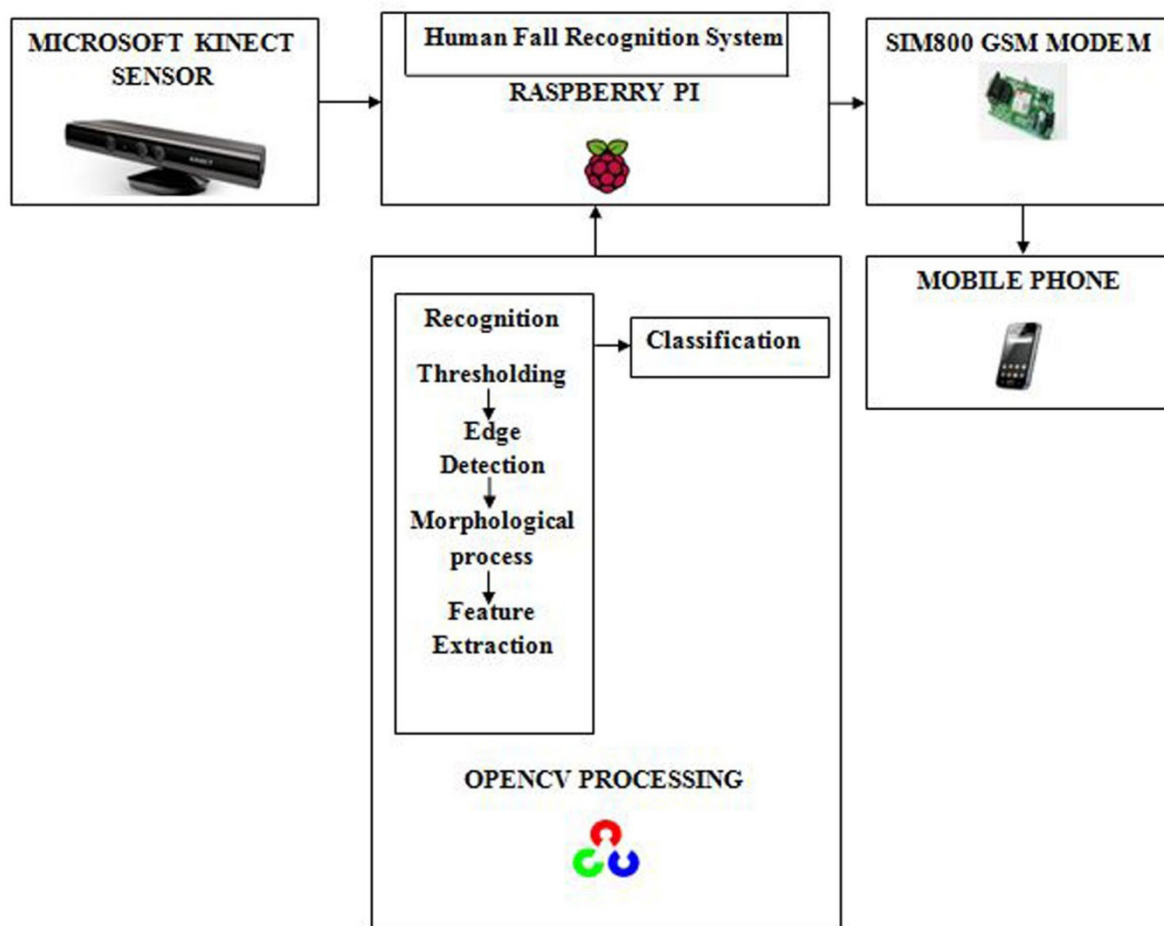 MICROSOFT KINECT
SENSOR
KINECT
Human Fall Recognition System
RASPBERRY PI
SIM800 GSM MODEM
MOBILE PHONE
Recognition
Thresholding
Edge
Detection
Morphological
process
Feature
Extraction
Classification
OPENCV PROCESSING